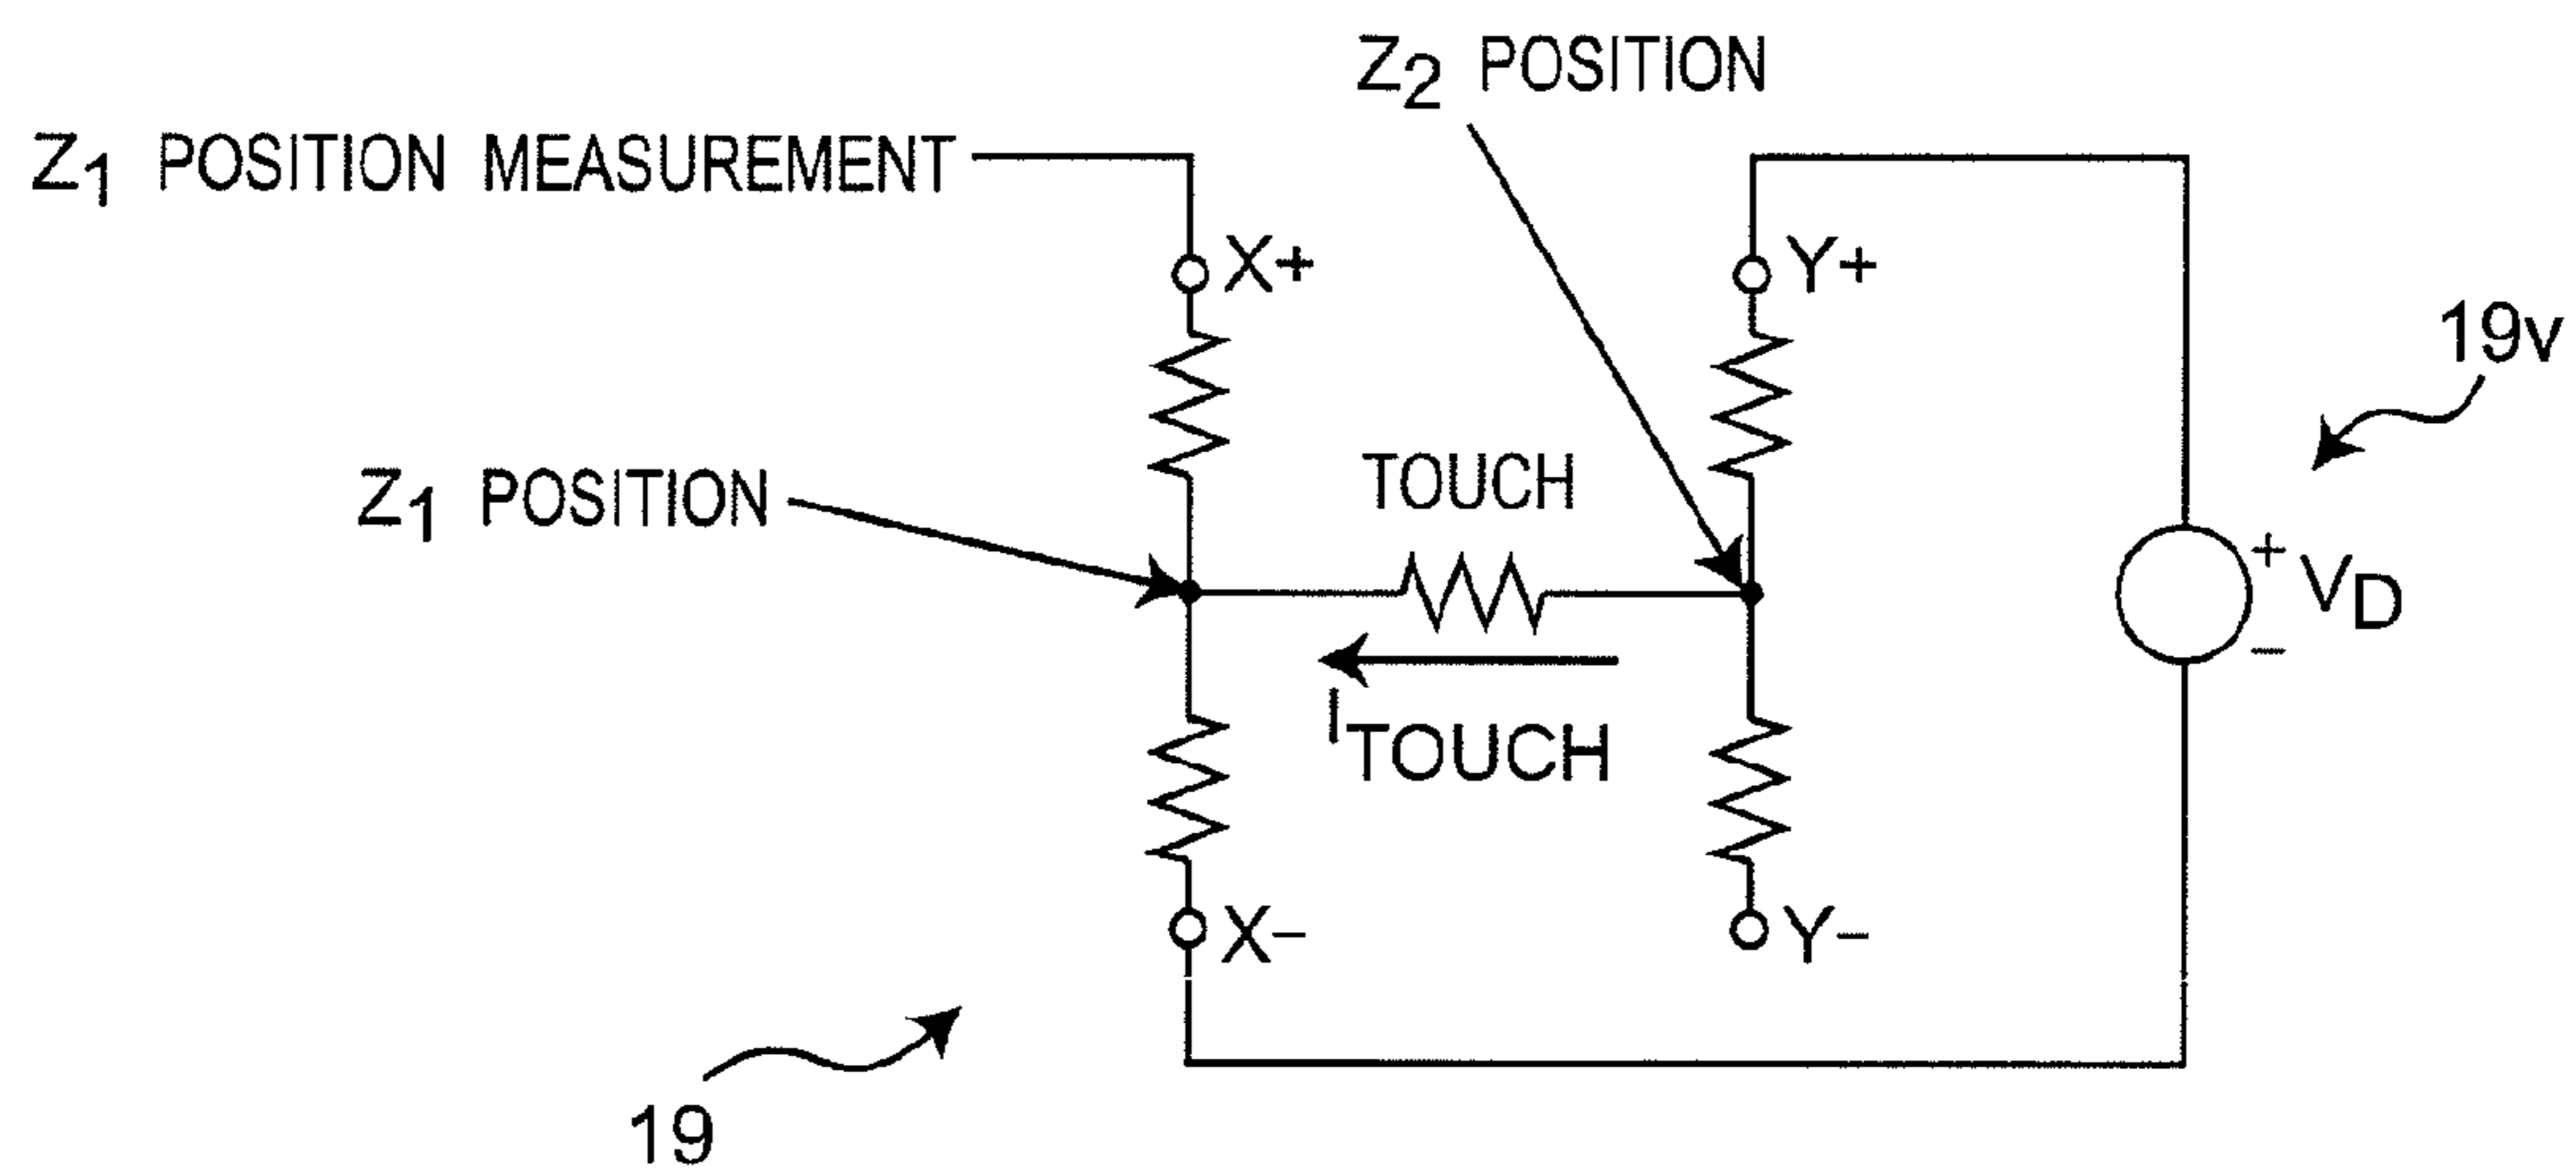 Z2 POSITION
Z1 POSITION MEASUREMENT
X+
Y+
19v
Z1 POSITION
TOUCH
+
VD
−
ITOUCH
X−
Y−
19